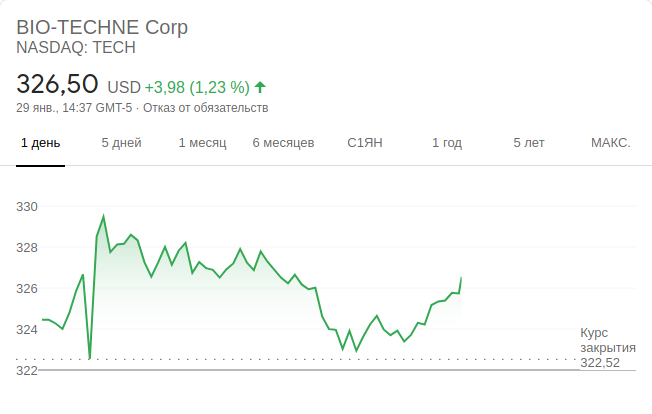 BIO-TECHNE Corp
NASDAQ: TECH
326,50 USD +3,98 (1,23 %)
29 янв., 14:37 GMT-5 · Отказ от обязательств
1 день 5 дней 1 месяц 6 месяцев С1ЯН 1 год 5 лет МАКС.
330
328
326
324
322
Курс
закрытия
322,52